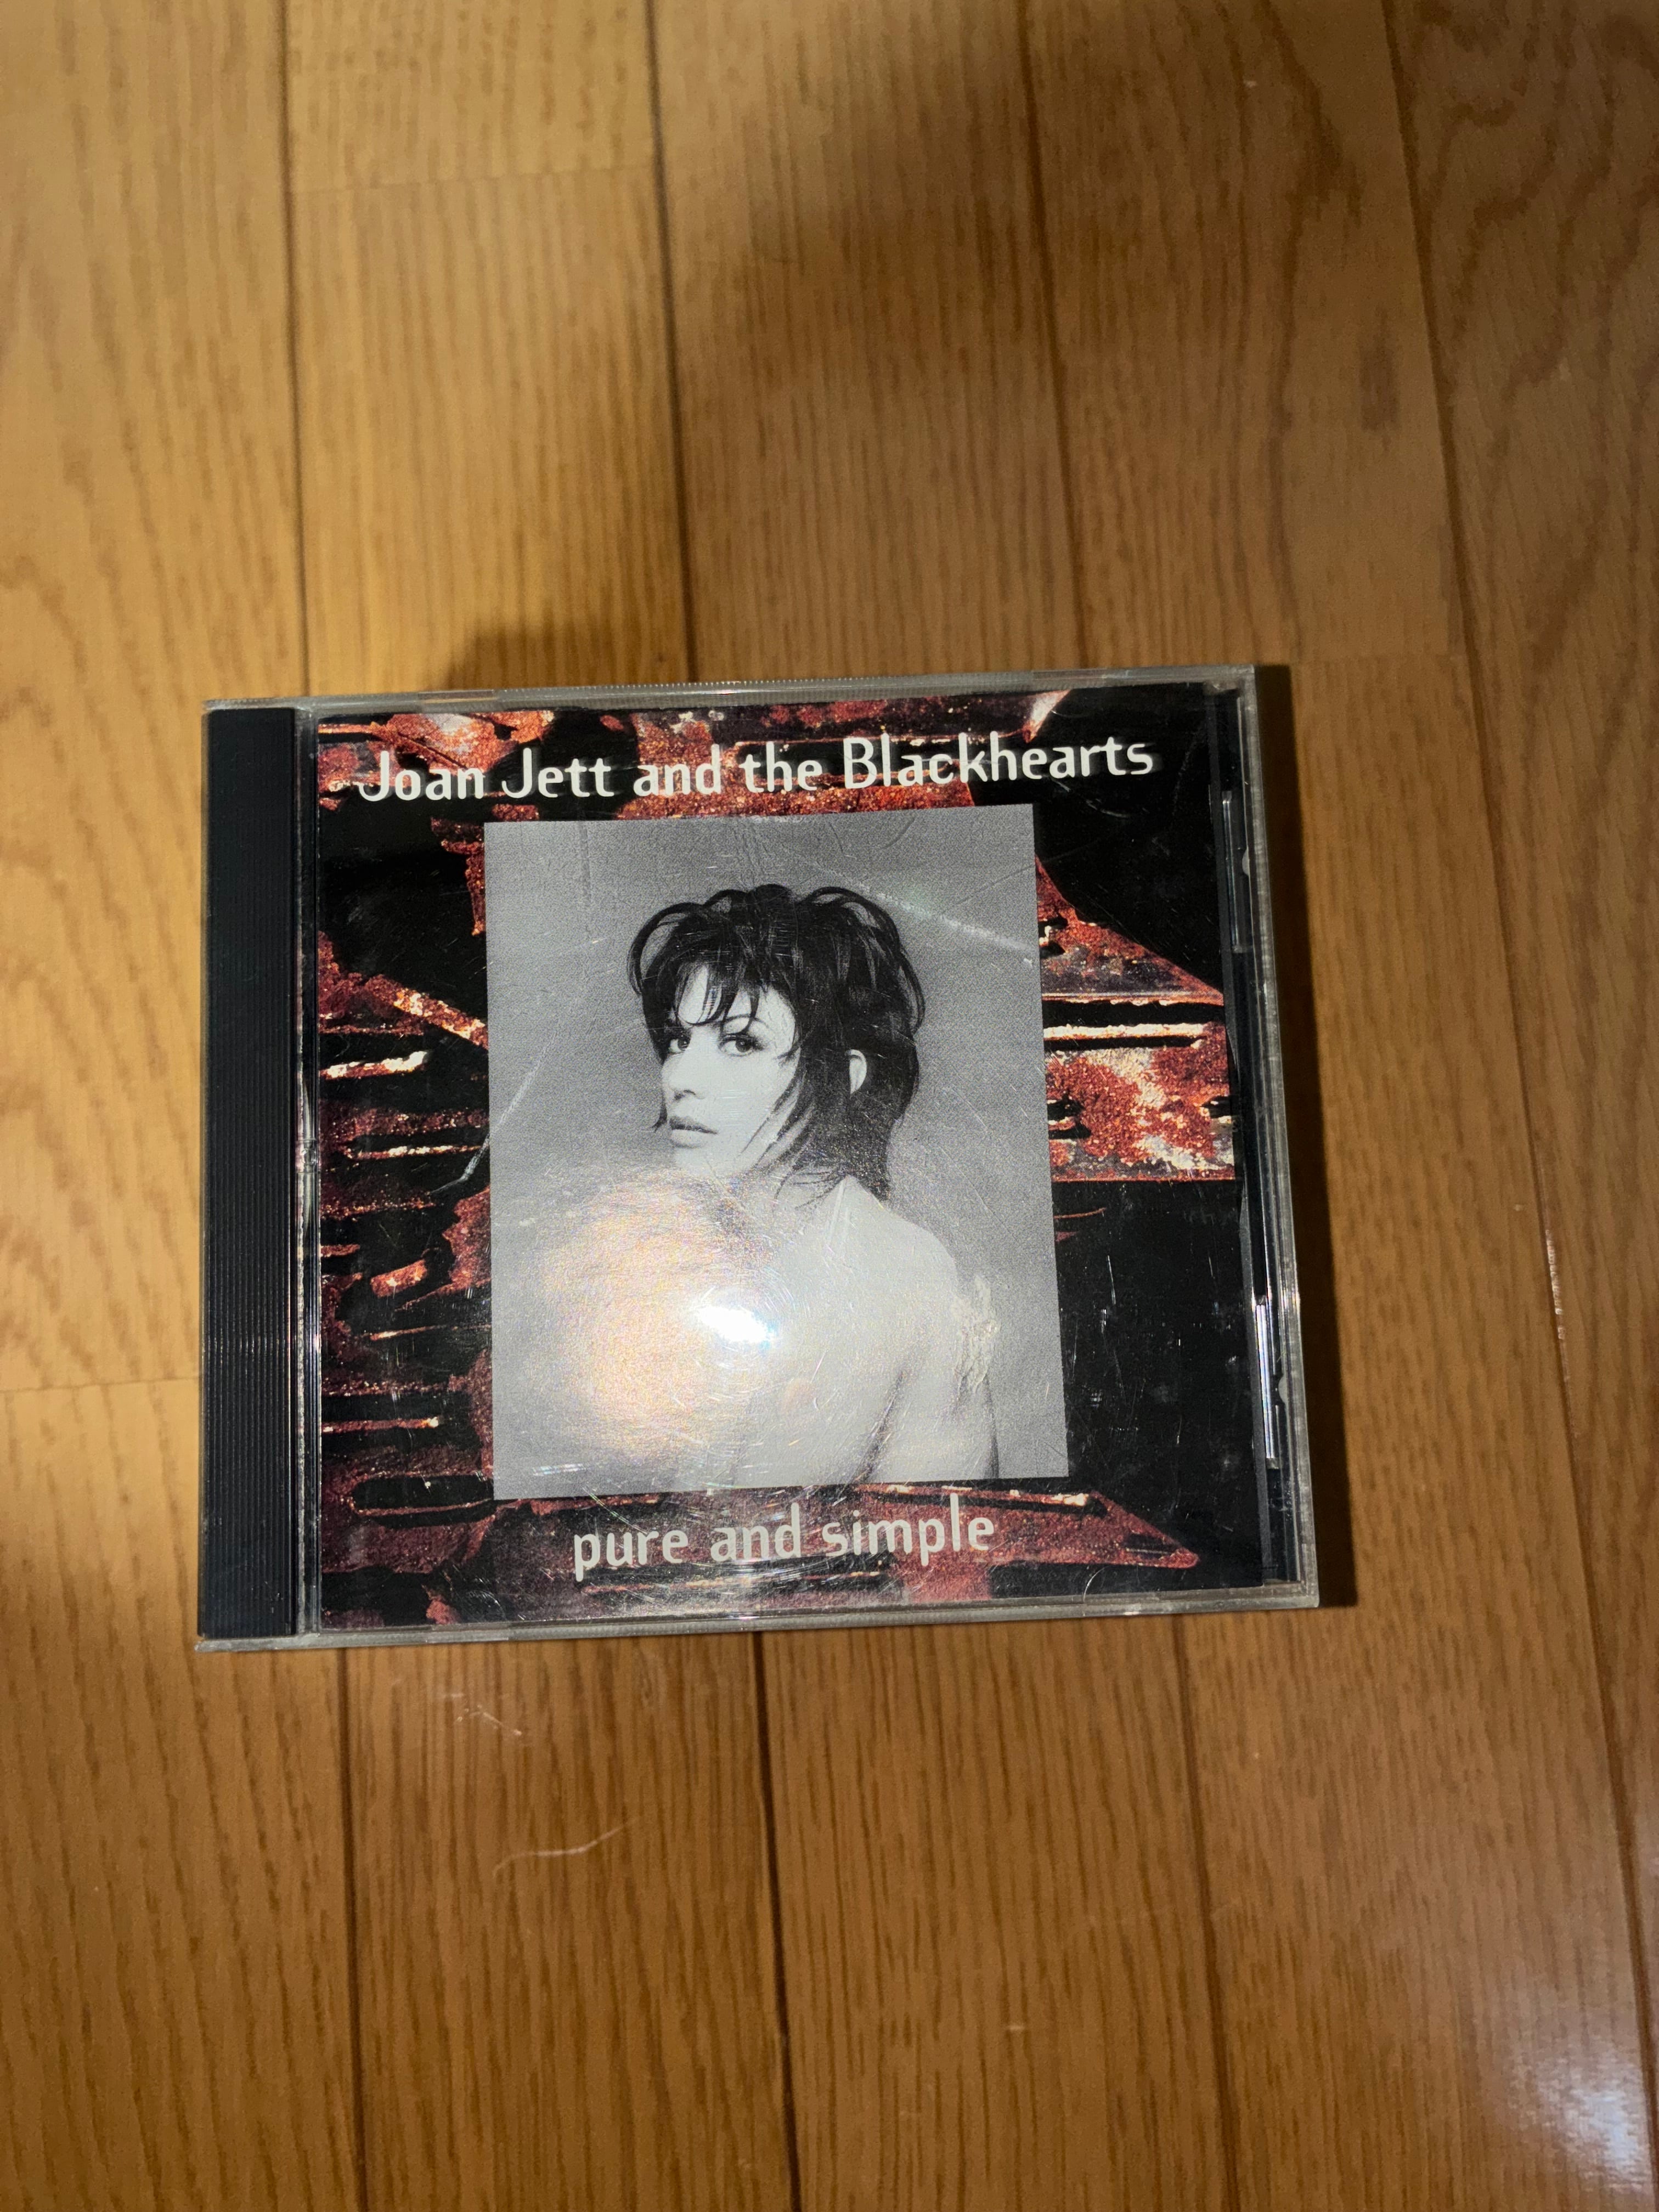 Joan Jett and the Blackhearts
pure and simple